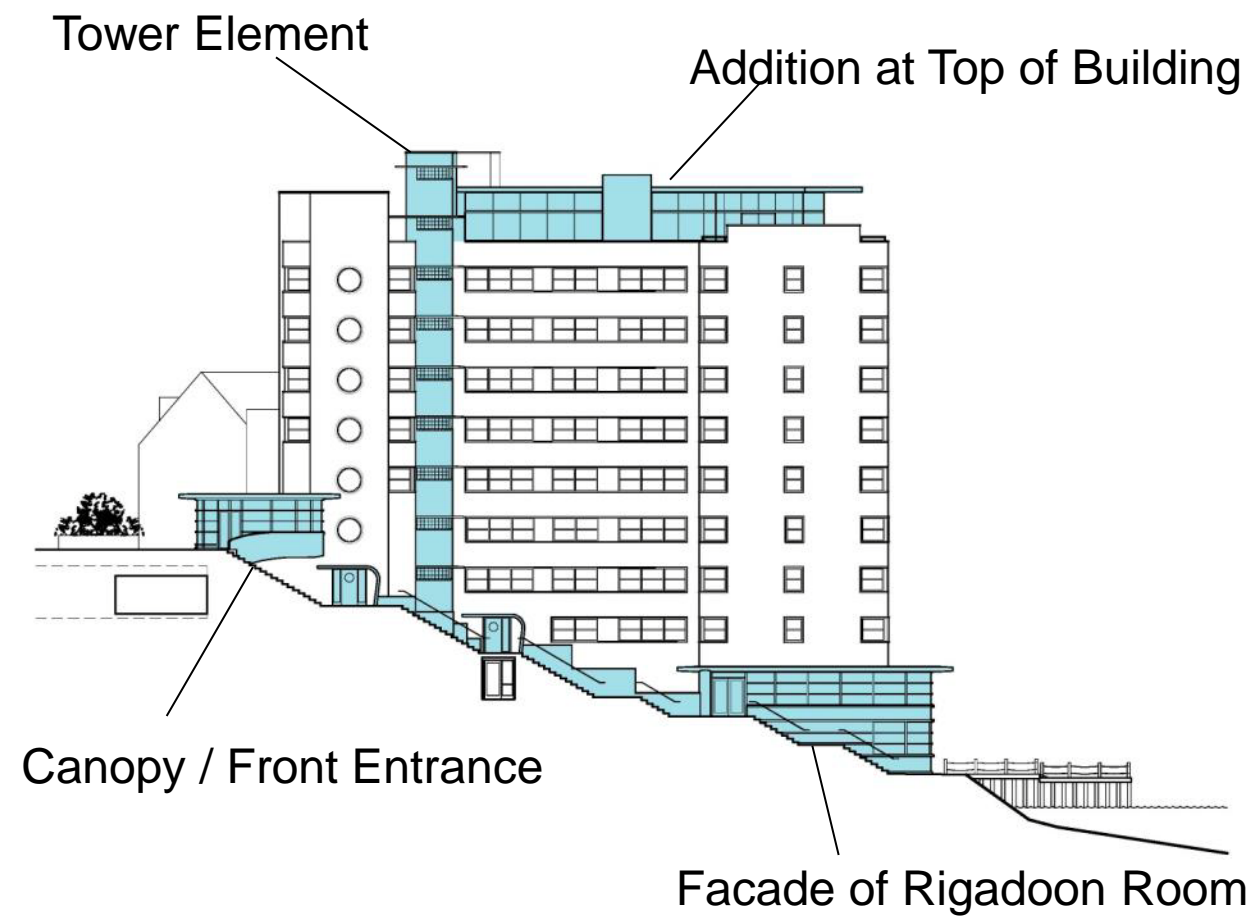 Tower Element
Addition at Top of Building
Canopy / Front Entrance
Facade of Rigadoon Room